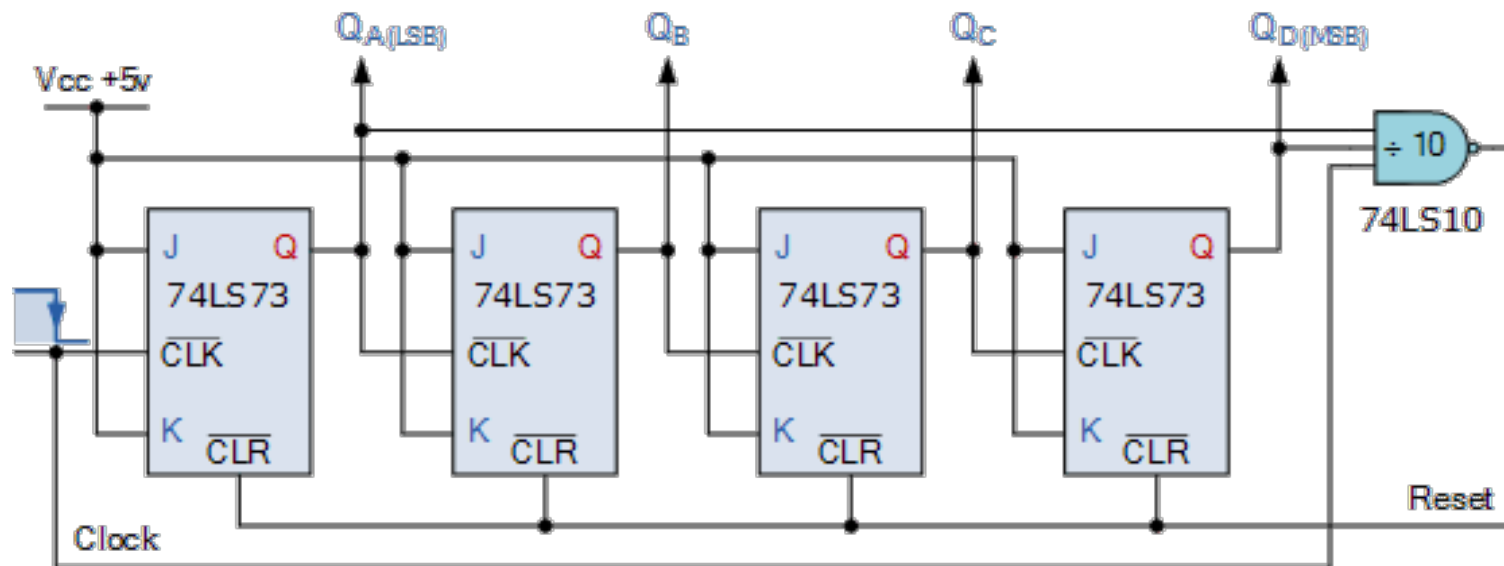 QA(LSB) QB QC QD(MSB)
Vcc +5v
÷ 10
74LS10
J Q J Q J Q J Q
74LS73 74LS73 74LS73 74LS73
CLK CLK CLK CLK
K K K K
CLR CLR CLR CLR
Reset
Clock